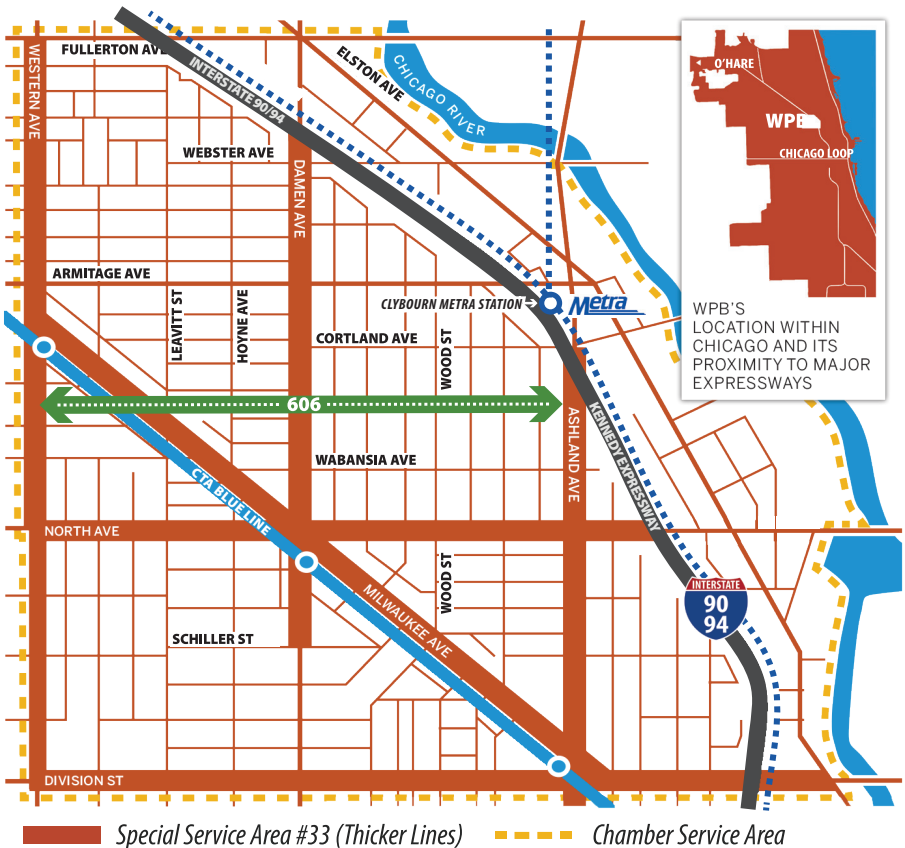 FULLERTON AVE
WESTERN AVE
INTERSTATE 90/94
ELSTON AVE
CHICAGO RIVER
WEBSTER AVE
DAMEN AVE
ARMITAGE AVE
LEAVITT ST
HOYNE AVE
CLYBOURN METRA STATION
Metra
CORTLAND AVE
WOOD ST
606
WABANSIA AVE
ASHLAND AVE
KENNEDY EXPRESSWAY
CTA BLUE LINE
NORTH AVE
MILWAUKEE AVE
WOOD ST
SCHILLER ST
INTERSTATE
90
94
DIVISION ST
O'HARE
WPB
CHICAGO LOOP
WPB'S
LOCATION WITHIN
CHICAGO AND ITS
PROXIMITY TO MAJOR
EXPRESSWAYS
Special Service Area #33 (Thicker Lines)
Chamber Service Area